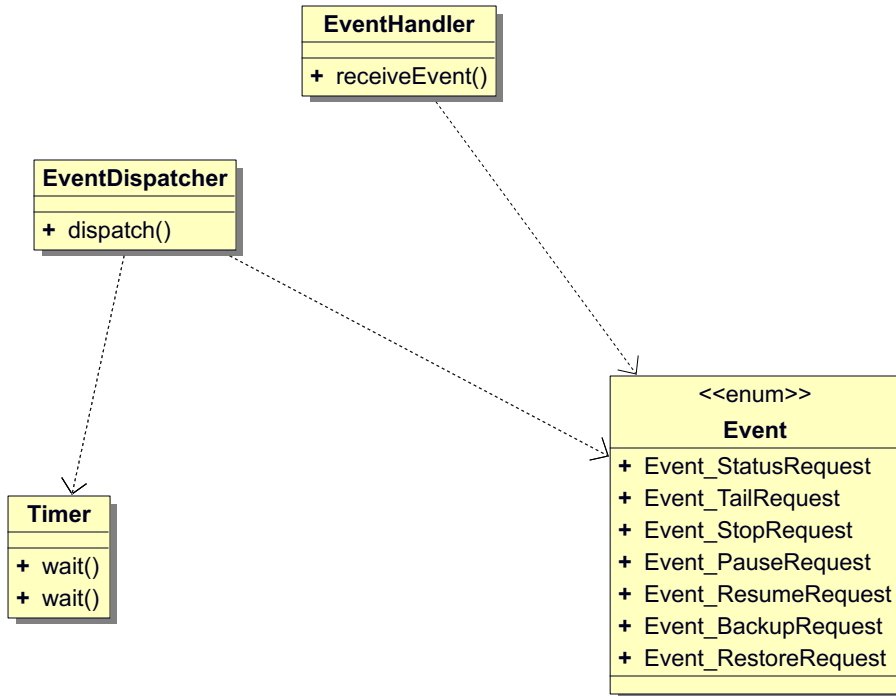 EventHandler
+ receiveEvent()
EventDispatcher
+ dispatch()
<<enum>>
Event
+ Event_StatusRequest
+ Event_TailRequest
+ Event_StopRequest
+ Event_PauseRequest
+ Event_ResumeRequest
+ Event_BackupRequest
+ Event_RestoreRequest
Timer
+ wait()
+ wait()